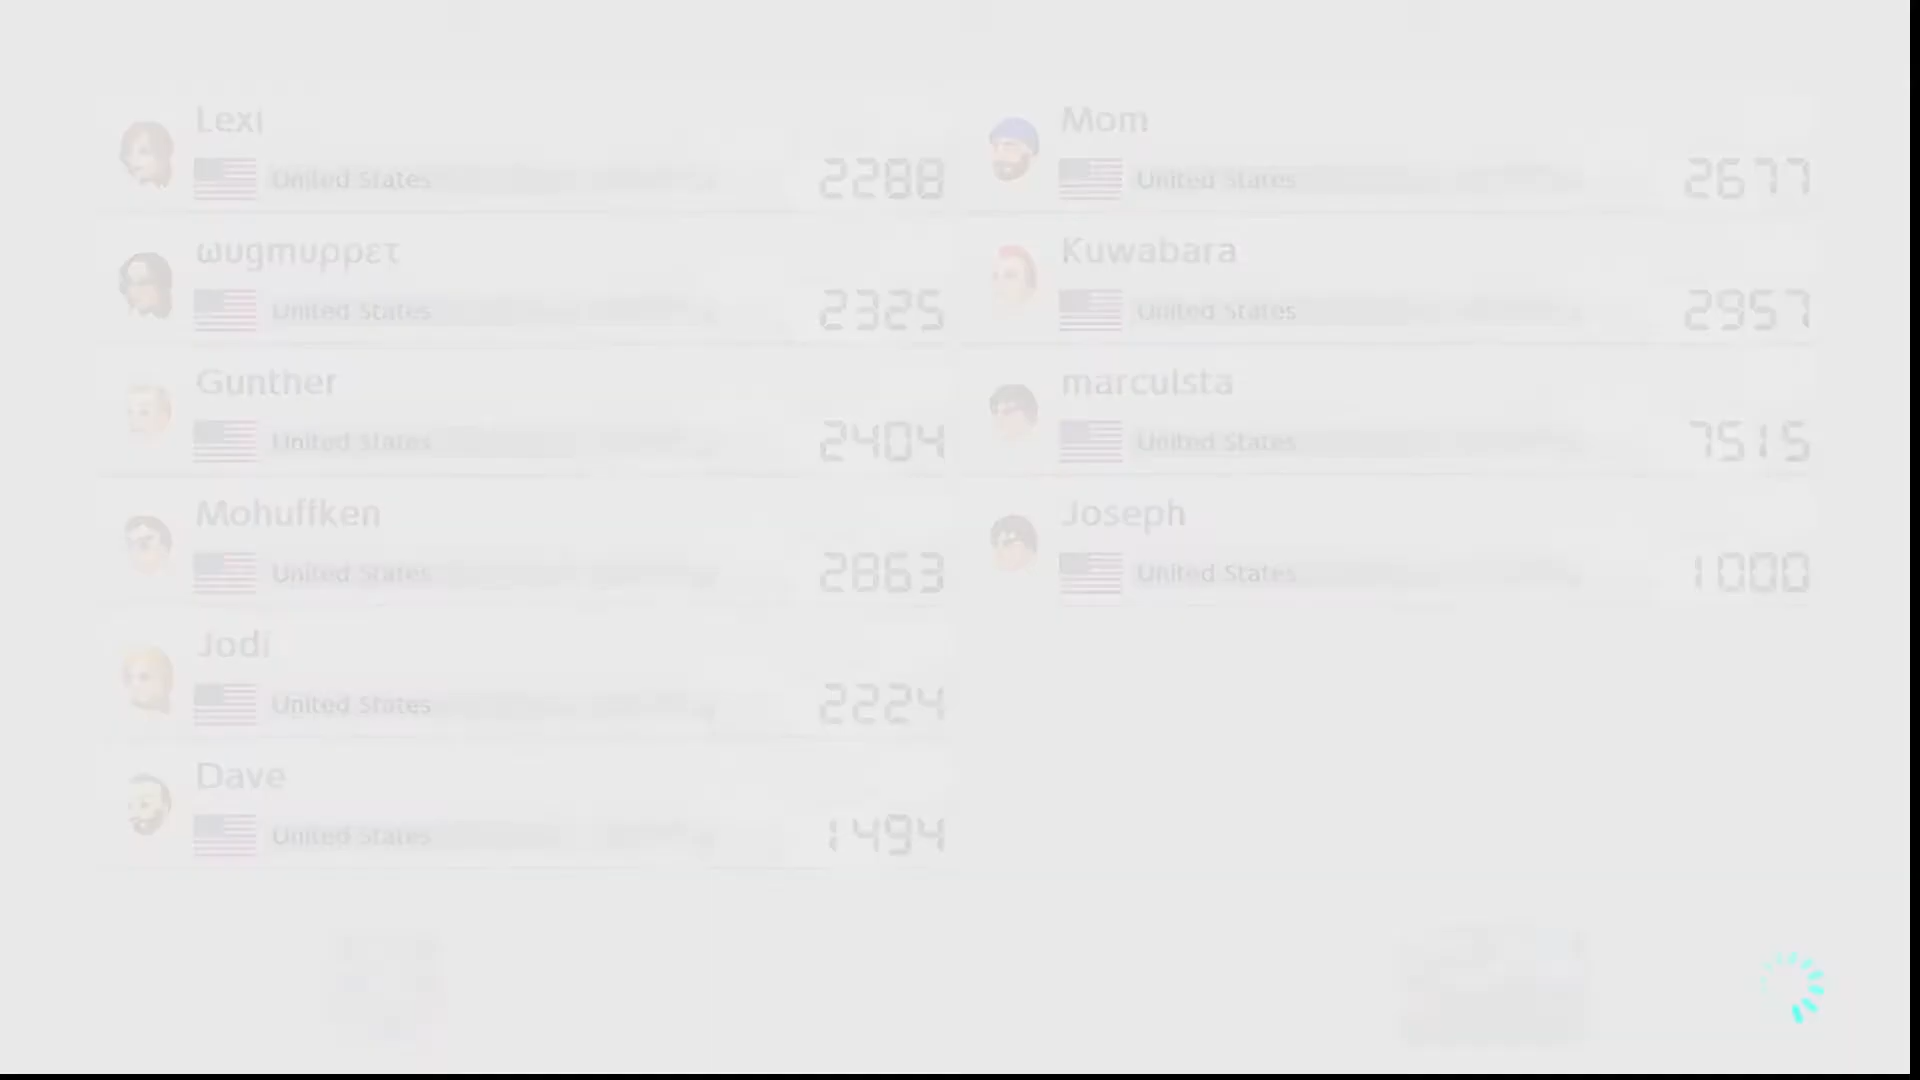 Lexi
United States 2288
ωυgmυρρετ
United States 2325
Gunther
United States 2404
Mohuffken
United States 2863
Jodi
United States 2224
Dave
United States 1494
Mom
United States 2677
Kuwabara
United States 2957
marculsta
United States 7515
Joseph
United States 1000